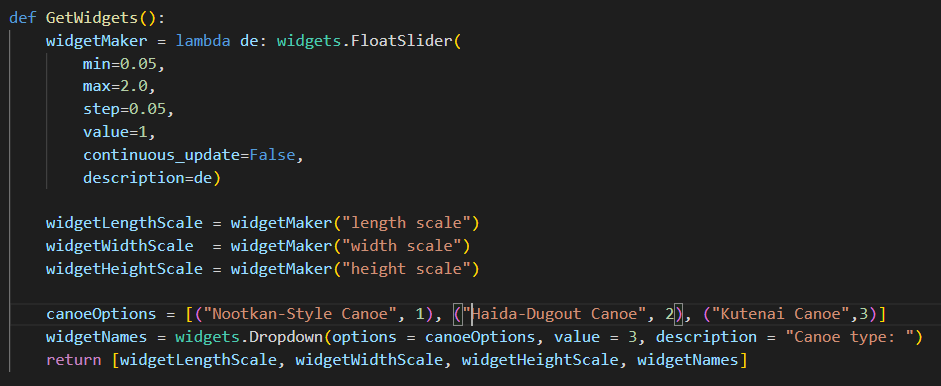 def GetWidgets():
    widgetMaker = lambda de: widgets.FloatSlider(
        min=0.05,
        max=2.0,
        step=0.05,
        value=1,
        continuous_update=False,
        description=de)

    widgetLengthScale = widgetMaker("length scale")
    widgetWidthScale  = widgetMaker("width scale")
    widgetHeightScale = widgetMaker("height scale")

    canoeOptions = [("Nootkan-Style Canoe", 1), ("Haida-Dugout Canoe", 2), ("Kutenai Canoe",3)]
    widgetNames = widgets.Dropdown(options = canoeOptions, value = 3, description = "Canoe type: ")
    return [widgetLengthScale, widgetWidthScale, widgetHeightScale, widgetNames]